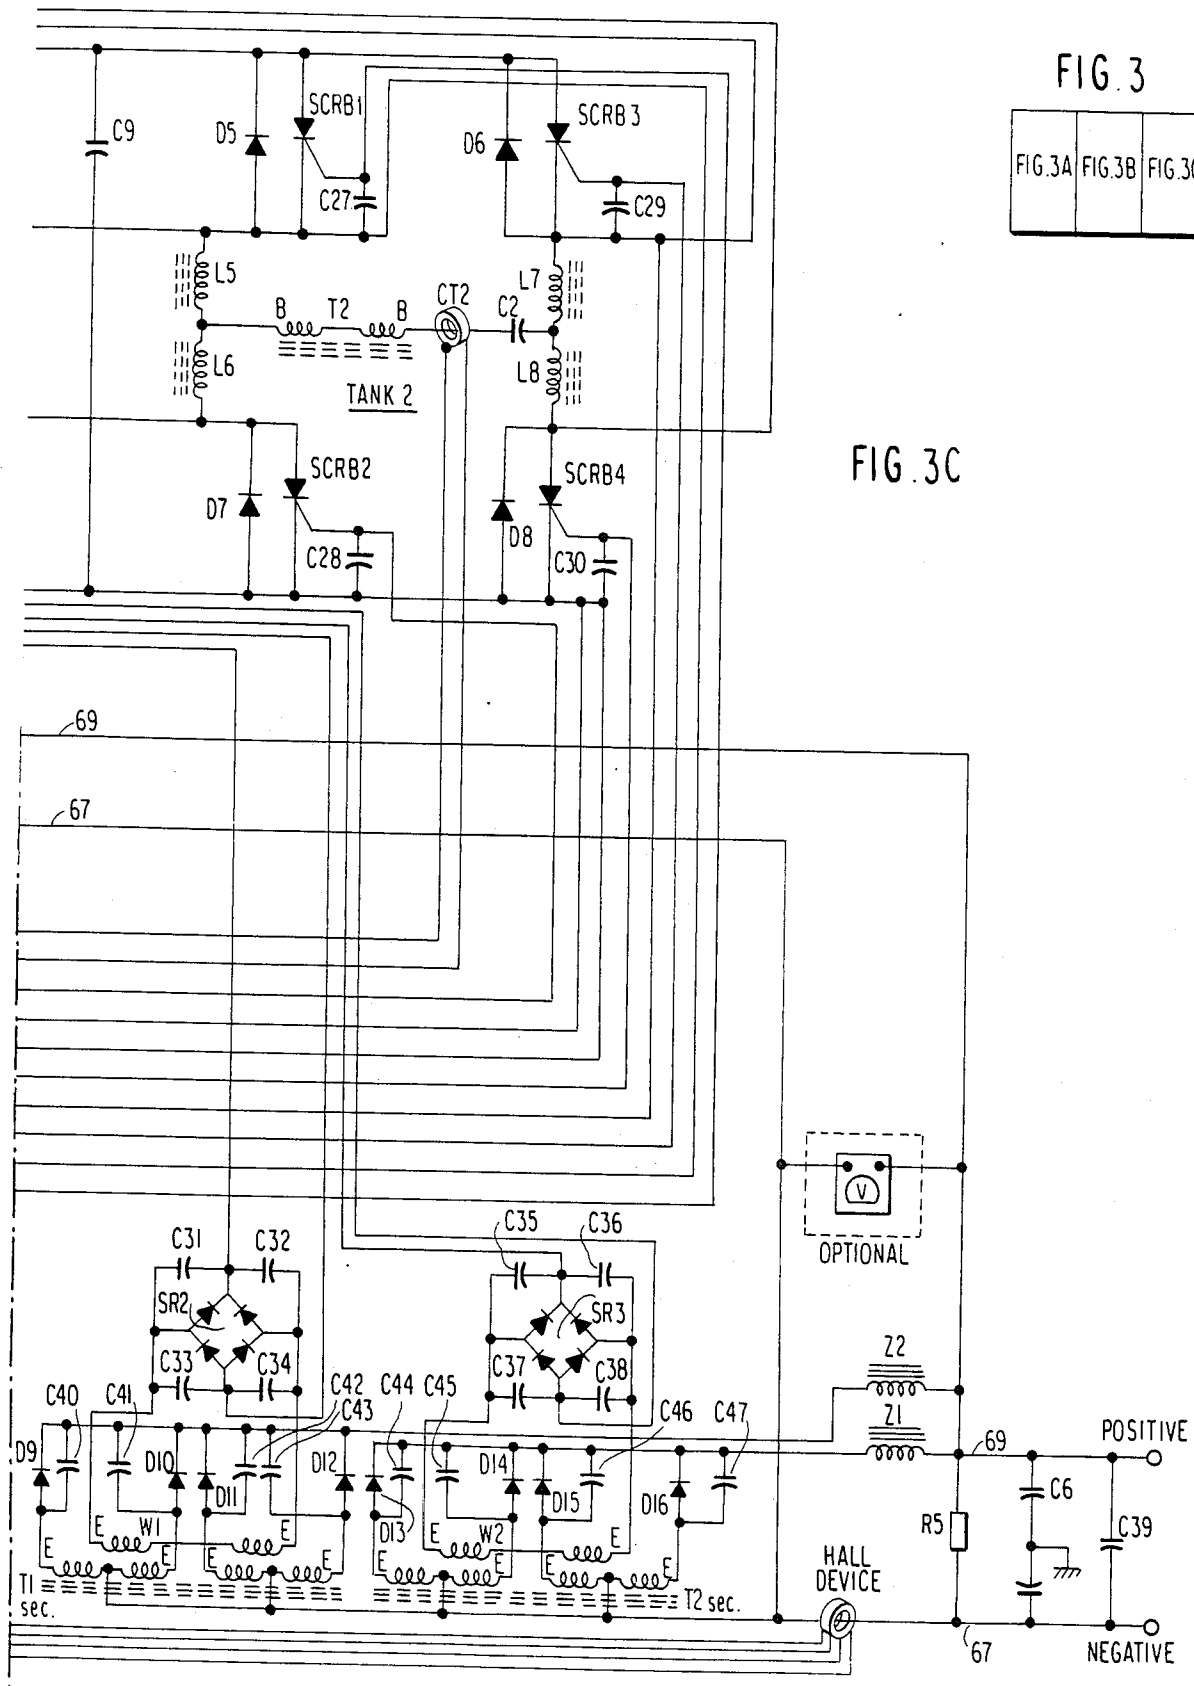 FIG.3
FIG.3A FIG.3B FIG.3C
C9
D5
SCRB1
C27
D6
SCRB3
C29
L5
B T2 B
CT2
C2
L7
L6
L8
TANK 2
FIG.3C
D7
SCRB2
C28
D8
SCRB4
C30
69
67
V
OPTIONAL
C31
C32
C35
C36
SR2
SR3
C33
C34
C37
C38
Z2
Z1
C40
C41
C42
C43
C44
C45
C46
C47
D9
D10
D11
D12
D13
D14
D15
D16
69
POSITIVE
C6
C39
R5
E W1 E
E W2 E
E E E E
E E E E
T1 sec.
T2 sec.
HALL DEVICE
67
NEGATIVE